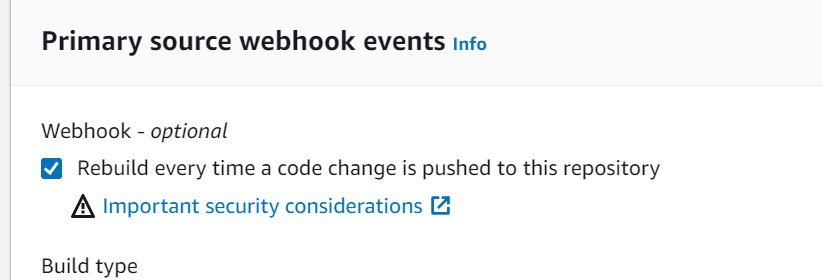 Primary source webhook events Info
Webhook - optional
Rebuild every time a code change is pushed to this repository
Important security considerations
Build type